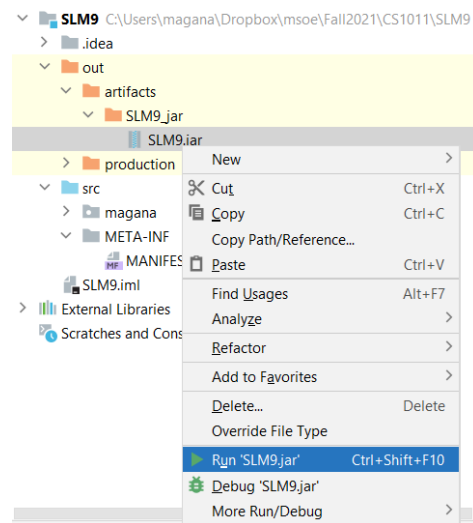 SLM9 C:\Users\magana\Dropbox\msoe\Fall2021\CS1011\SLM9
.idea
out
artifacts
SLM9_jar
SLM9.jar
production
src
magana
META-INF
MANIFES
SLM9.iml
External Libraries
Scratches and Cons
New
Cut Ctrl+X
Copy Ctrl+C
Copy Path/Reference...
Paste Ctrl+V
Find Usages Alt+F7
Analyze
Refactor
Add to Favorites
Delete... Delete
Override File Type
Run 'SLM9.jar' Ctrl+Shift+F10
Debug 'SLM9.jar'
More Run/Debug